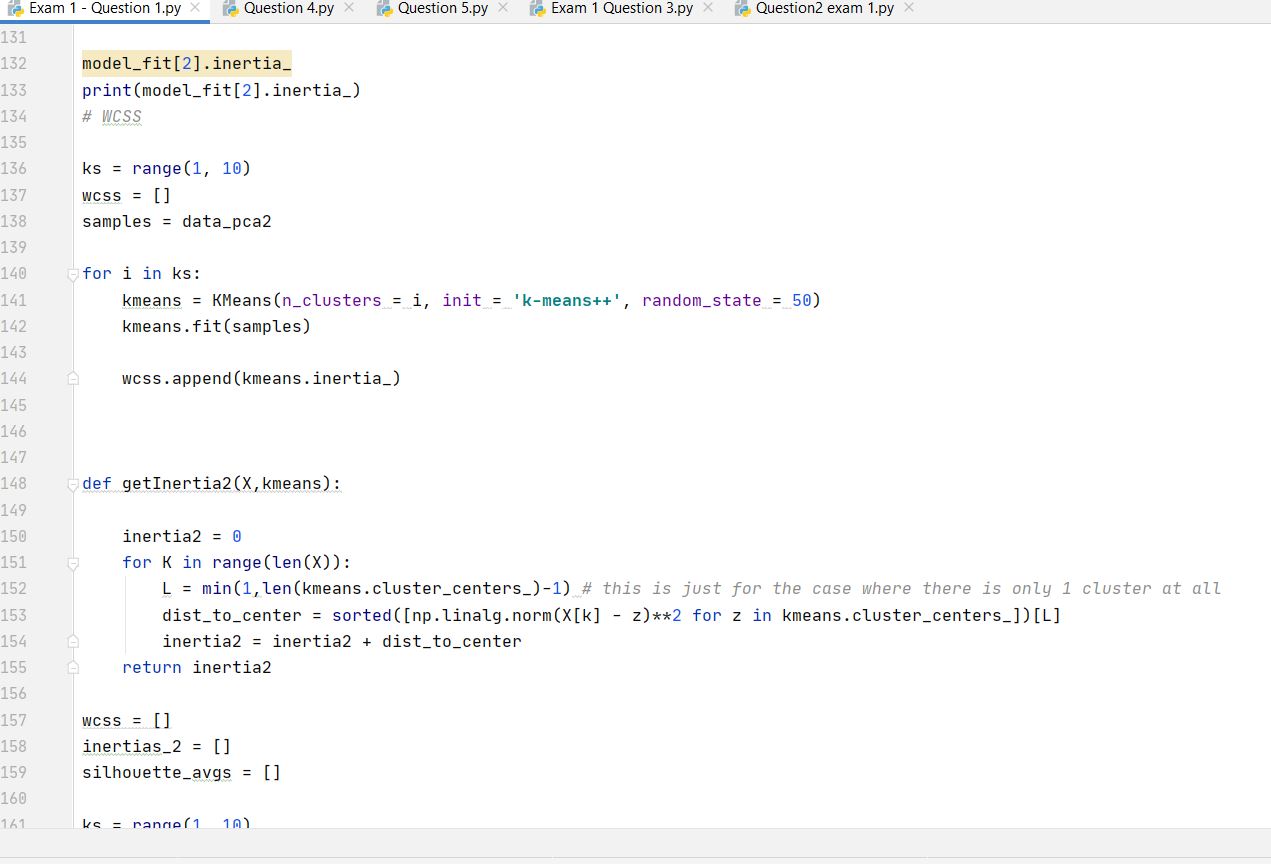 Exam 1 - Question 1.py Question 4.py Question 5.py Exam 1 Question 3.py Question2 exam 1.py
131
132 model_fit[2].inertia_
133 print(model_fit[2].inertia_)
134 # WCSS
135
136 ks = range(1, 10)
137 wcss = []
138 samples = data_pca2
139
140 for i in ks:
141 kmeans = KMeans(n_clusters = i, init = 'k-means++', random_state = 50)
142 kmeans.fit(samples)
143
144 wcss.append(kmeans.inertia_)
145
146
147
148 def getInertia2(X,kmeans):
149
150 inertia2 = 0
151 for K in range(len(X)):
152 L = min(1,len(kmeans.cluster_centers_)-1) # this is just for the case where there is only 1 cluster at all
153 dist_to_center = sorted([np.linalg.norm(X[k] - z)**2 for z in kmeans.cluster_centers_])[L]
154 inertia2 = inertia2 + dist_to_center
155 return inertia2
156
157 wcss = []
158 inertias_2 = []
159 silhouette_avgs = []
160
161 ks = range(1, 10)